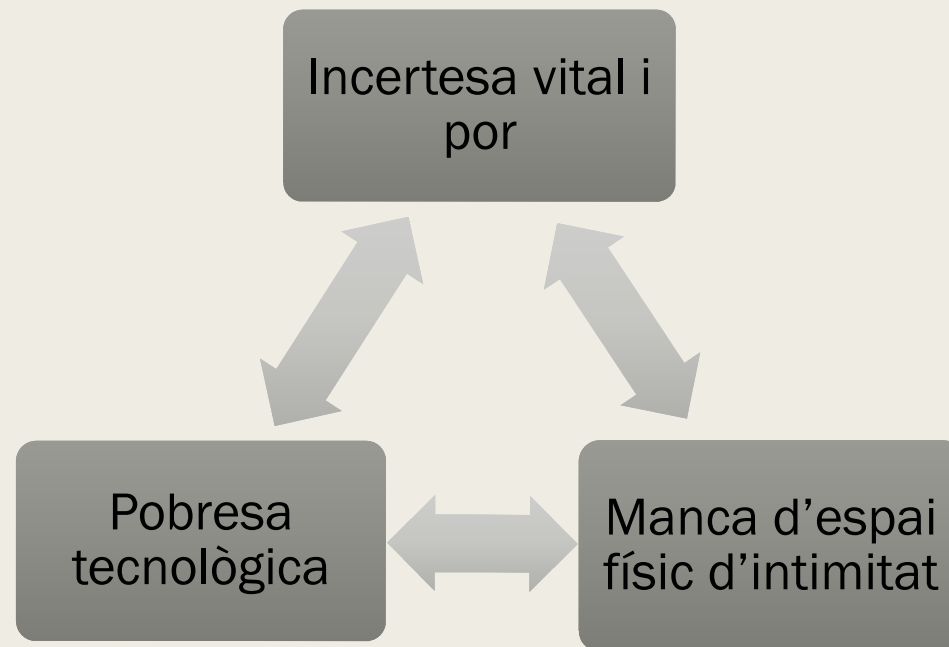 Incertesa vital i
por
Pobresa
tecnològica
Manca d’espai
físic d’intimitat